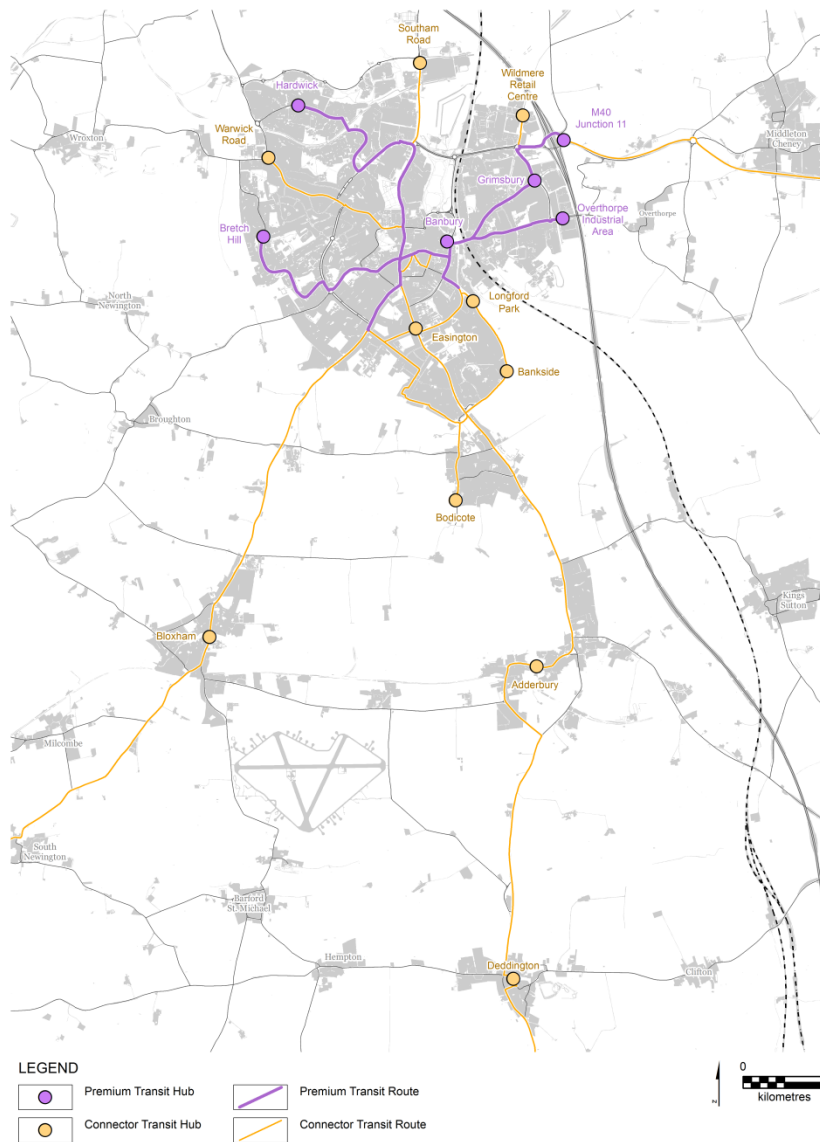 Southam
Road
Hardwick
Wildmere
Retail
Centre
M40
Junction 11
Warwick
Road
Wroxton
Middleton
Cheney
Grimsbury
Bretch
Hill
Banbury
Overthorpe
Industrial
Area
Overthorpe
North
Newington
Longford
Park
Easington
Bankside
Broughton
Bodicote
Kings
Sutton
Bloxham
Adderbury
Milcombe
South
Newington
Barford
St. Michael
Hempton
Deddington
Clifton
LEGEND
Premium Transit Hub
Premium Transit Route
Connector Transit Hub
Connector Transit Route
0
kilometres
z